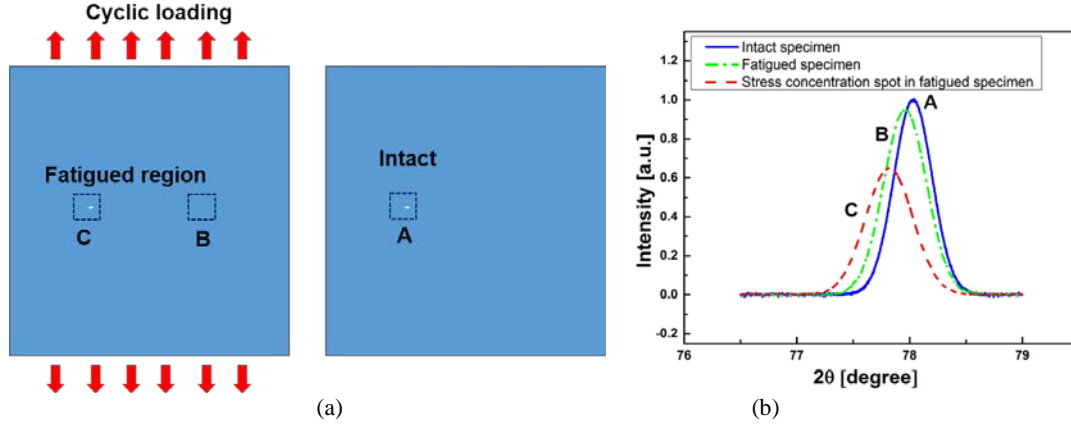 Cyclic loading
Fatigued region
C
B
Intact
A
(a)
Intact specimen
Fatigued specimen
Stress concentration spot in fatigued specimen
A
B
C
Intensity [a.u.]
1.2
1.0
0.8
0.6
0.4
0.2
0.0
-0.2
76
77
78
79
2θ [degree]
(b)